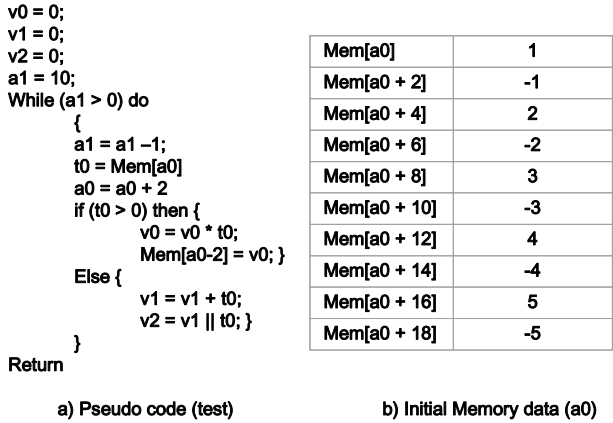 v0 = 0;
v1 = 0;
v2 = 0;
a1 = 10;
While (a1 > 0) do
{
a1 = a1 –1;
t0 = Mem[a0]
a0 = a0 + 2
if (t0 > 0) then {
v0 = v0 * t0;
Mem[a0-2] = v0; }
Else {
v1 = v1 + t0;
v2 = v1 || t0; }
}
Return
a) Pseudo code (test)
Mem[a0] 1
Mem[a0 + 2] -1
Mem[a0 + 4] 2
Mem[a0 + 6] -2
Mem[a0 + 8] 3
Mem[a0 + 10] -3
Mem[a0 + 12] 4
Mem[a0 + 14] -4
Mem[a0 + 16] 5
Mem[a0 + 18] -5
b) Initial Memory data (a0)